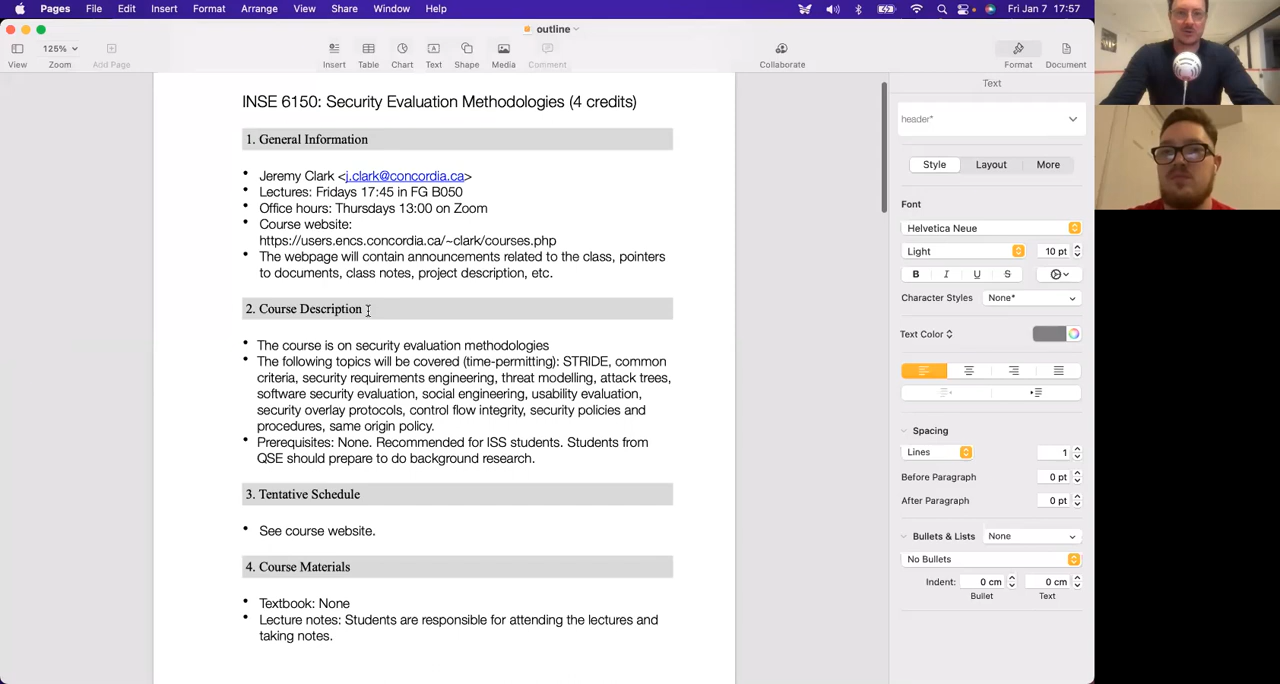 Pages File Edit Insert Format Arrange View Share Window Help Fri Jan 7 17:57
outline
125%
View Zoom Add Page Insert Table Chart Text Shape Media Comment Collaborate Format Document
INSE 6150: Security Evaluation Methodologies (4 credits)
1. General Information
• Jeremy Clark <j.clark@concordia.ca>
• Lectures: Fridays 17:45 in FG B050
• Office hours: Thursdays 13:00 on Zoom
• Course website:
https://users.encs.concordia.ca/~clark/courses.php
• The webpage will contain announcements related to the class, pointers
to documents, class notes, project description, etc.
2. Course Description
• The course is on security evaluation methodologies
• The following topics will be covered (time-permitting): STRIDE, common
criteria, security requirements engineering, threat modelling, attack trees,
software security evaluation, social engineering, usability evaluation,
security overlay protocols, control flow integrity, security policies and
procedures, same origin policy.
• Prerequisites: None. Recommended for ISS students. Students from
QSE should prepare to do background research.
3. Tentative Schedule
• See course website.
4. Course Materials
• Textbook: None
• Lecture notes: Students are responsible for attending the lectures and
taking notes.
Text
header*
Style Layout More
Font
Helvetica Neue
Light 10 pt
B I U S
Character Styles None*
Text Color
Spacing
Lines 1
Before Paragraph 0 pt
After Paragraph 0 pt
Bullets & Lists None
No Bullets
Indent: 0 cm 0 cm
Bullet Text